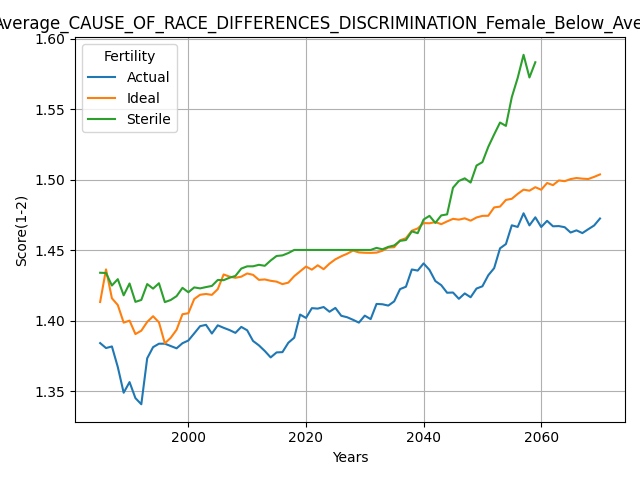 Average_CAUSE_OF_RACE_DIFFERENCES_DISCRIMINATION_Female_Below_Ave
1.60
1.55
1.50
1.45
1.40
1.35
Score(1-2)
Fertility
Actual
Ideal
Sterile
2000 2020 2040 2060
Years